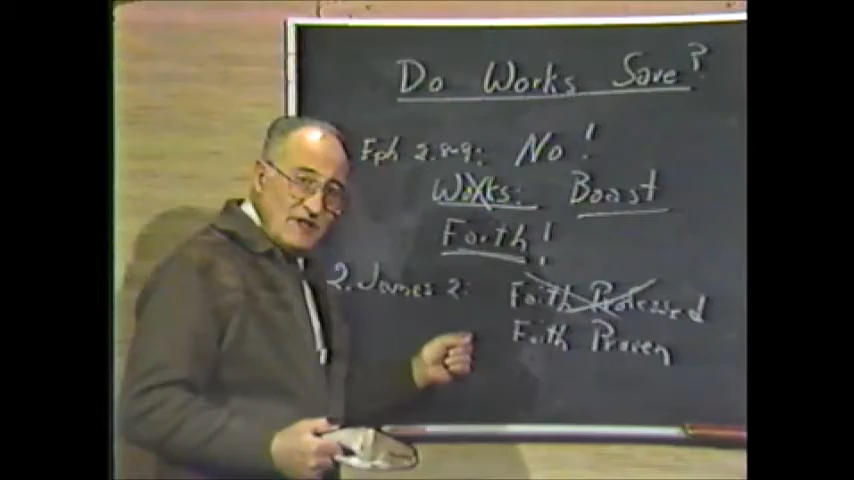 Do Works Save?
Eph 2.8-9: No!
Works: Boast
Faith!
2. James 2: Faith Professed
Faith Proven